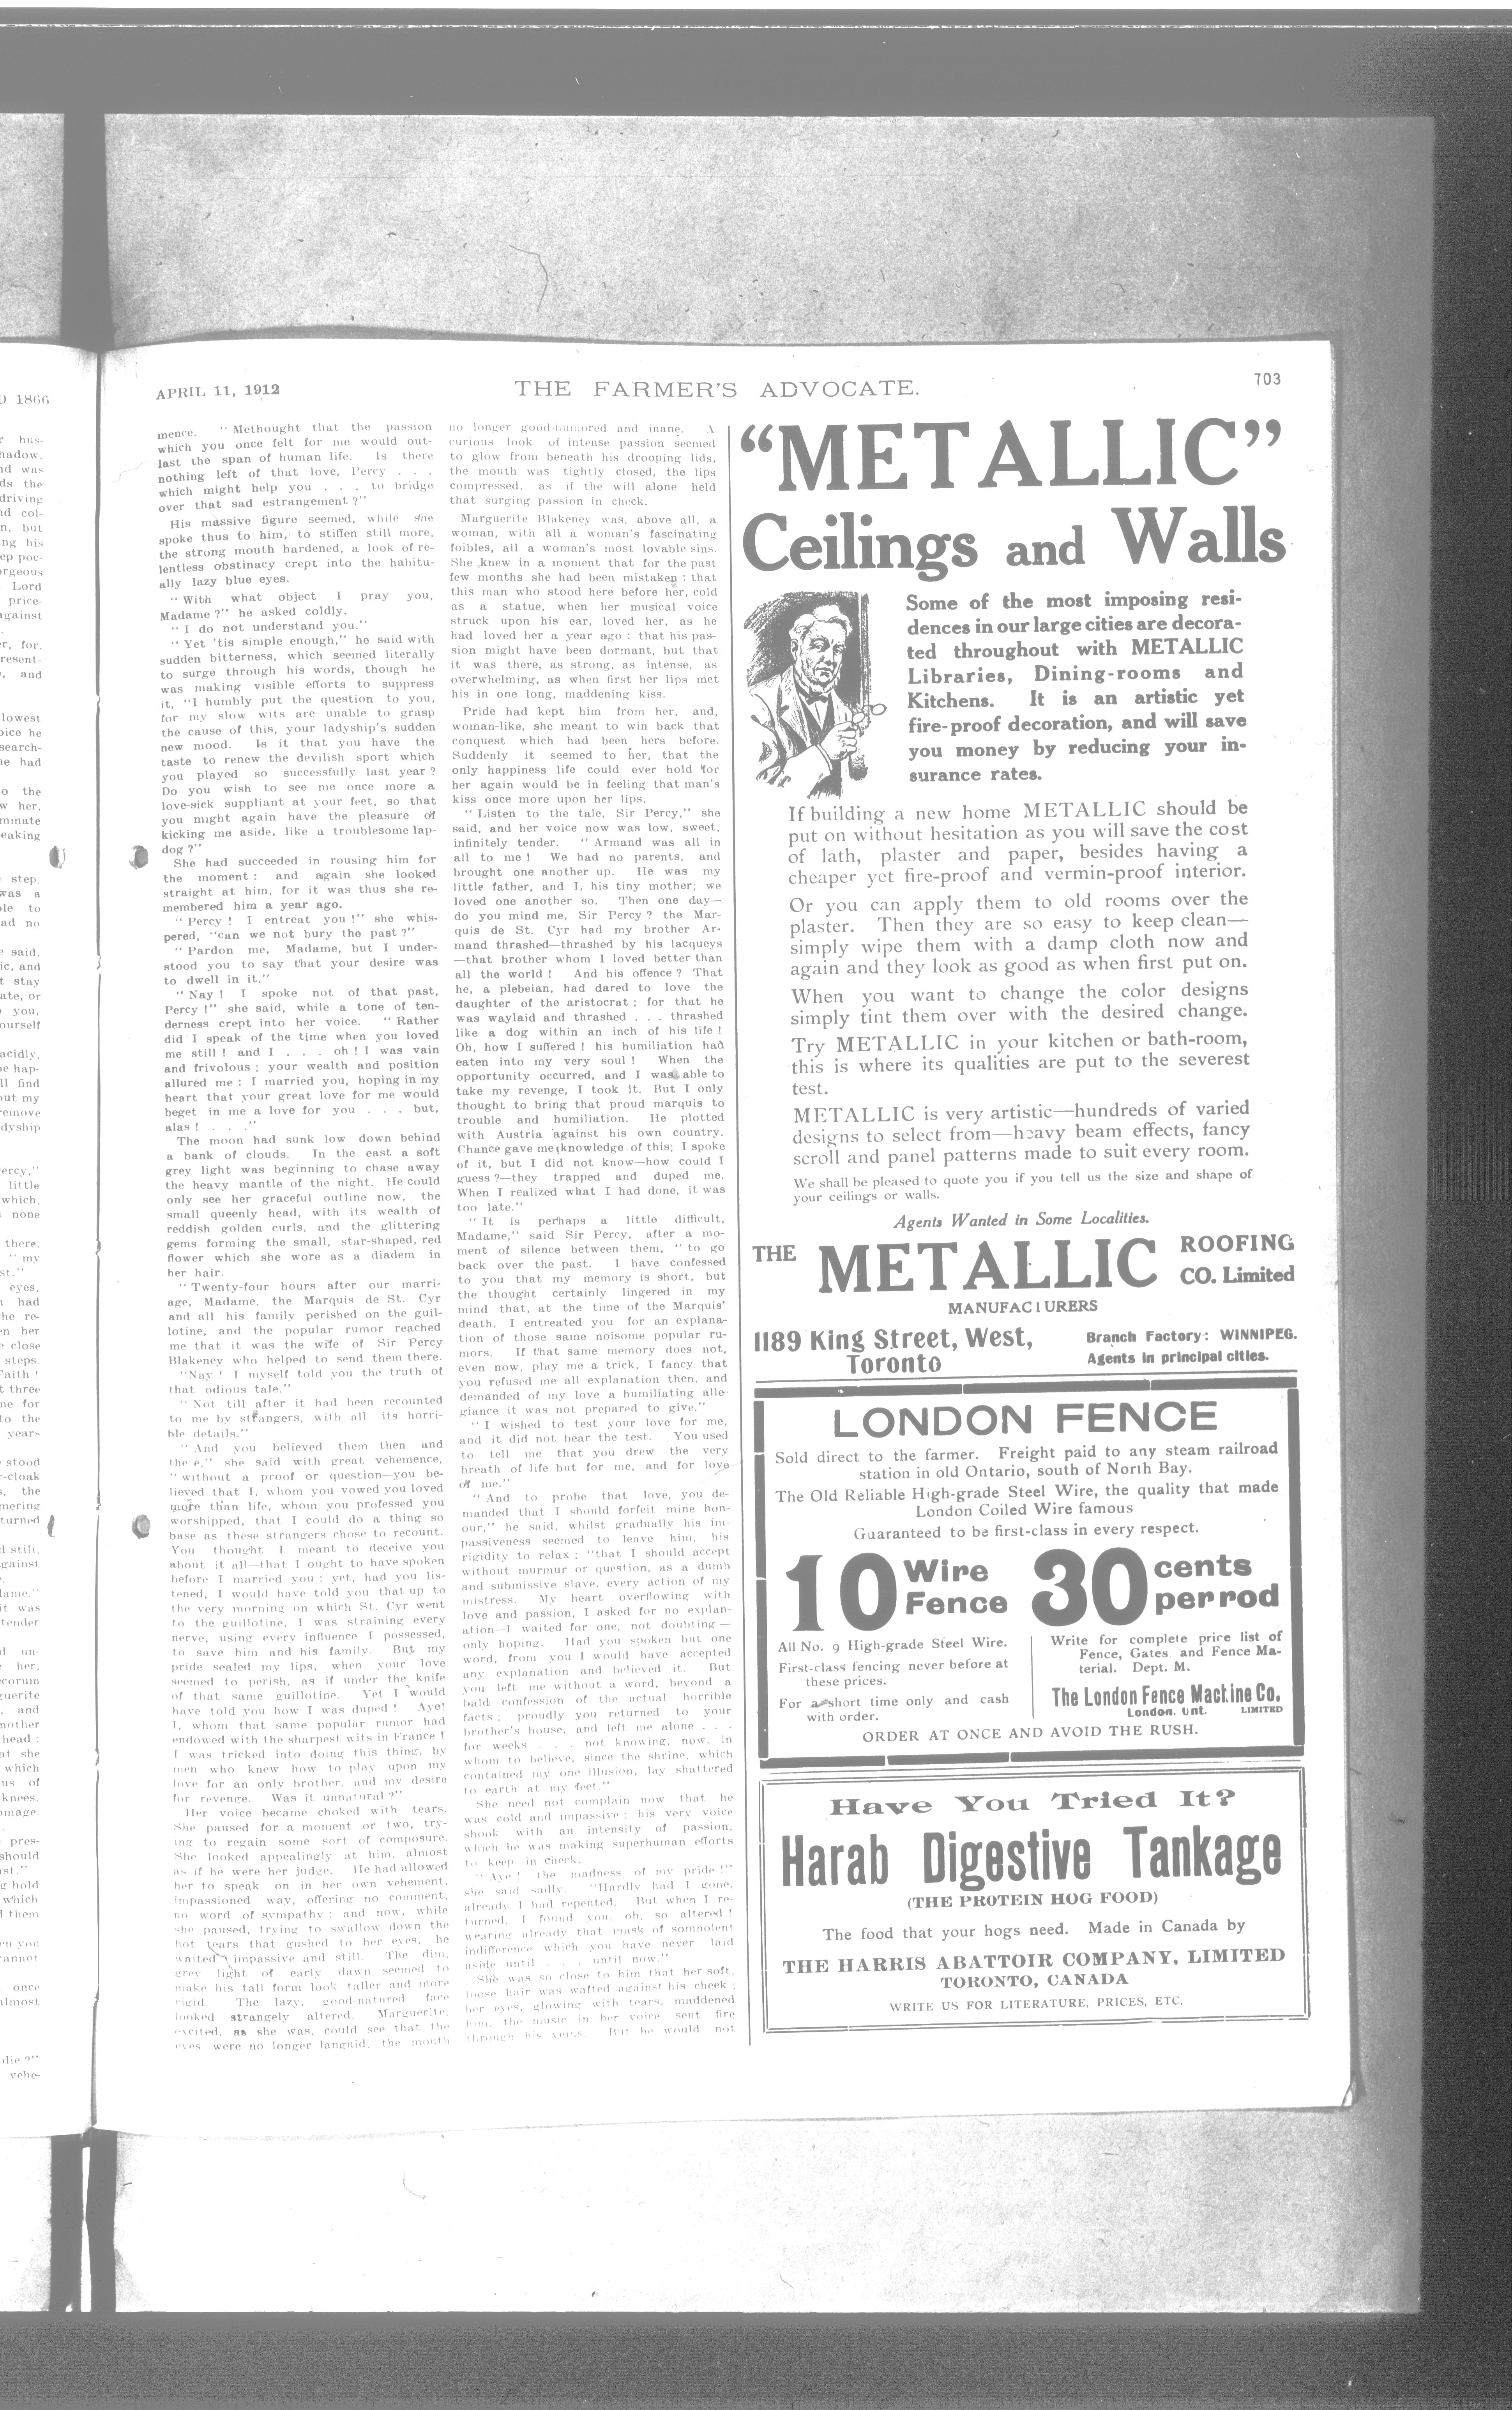 APRIL 11, 1912
THE FARMER'S ADVOCATE.
703
mence. "Methought that the passion
which you once felt for me would out-
last the span of human life. Is there
nothing left of that love, Percy . . .
which might help you . . . to bridge
over that sad estrangement ?"
His massive figure seemed, while she
spoke thus to him, to stiffen still more,
the strong mouth hardened, a look of re-
lentless obstinacy crept into the habitu-
ally lazy blue eyes.
"With what object I pray you,
Madame ?" he asked coldly.
"I do not understand you."
"Yet 'tis simple enough," he said with
sudden bitterness, which seemed literally
to surge through his words, though he
was making visible efforts to suppress
it, "I humbly put the question to you,
for my slow wits are unable to grasp
the cause of this, your ladyship's sudden
new mood. Is it that you have the
taste to renew the devilish sport which
you played so successfully last year ?
Do you wish to see me once more a
love-sick suppliant at your feet, so that
you might again have the pleasure of
kicking me aside, like a troublesome lap-
dog ?"
She had succeeded in rousing him for
the moment : and again she looked
straight at him, for it was thus she re-
membered him a year ago.
"Percy ! I entreat you !" she whis-
pered, "can we not bury the past ?"
"Pardon me, Madame, but I under-
stood you to say that your desire was
to dwell in it."
"Nay ! I spoke not of that past,
Percy !" she said, while a tone of ten-
derness crept into her voice. "Rather
did I speak of the time when you loved
me still ! and I . . . oh ! I was vain
and frivolous ; your wealth and position
allured me : I married you, hoping in my
heart that your great love for me would
beget in me a love for you . . . but,
alas ! . . ."
The moon had sunk low down behind
a bank of clouds. In the east a soft
grey light was beginning to chase away
the heavy mantle of the night. He could
only see her graceful outline now, the
small queenly head, with its wealth of
reddish golden curls, and the glittering
gems forming the small, star-shaped, red
flower which she wore as a diadem in
her hair.
"Twenty-four hours after our marri-
age, Madame, the Marquis de St. Cyr
and all his family perished on the guil-
lotine, and the popular rumor reached
me that it was the wife of Sir Percy
Blakeney who helped to send them there.
"Nay ! I myself told you the truth of
that odious tale."
"Not till after it had been recounted
to me by strangers, with all its horri-
ble details."
"And you believed them then and
there," she said with great vehemence,
"without a proof or question—you be-
lieved that I, whom you vowed you loved
more than life, whom you professed you
worshipped, that I could do a thing so
base as these strangers chose to recount.
You thought I meant to deceive you
about it all—that I ought to have spoken
before I married you : yet, had you lis-
tened, I would have told you that up to
the very morning on which St. Cyr went
to the guillotine, I was straining every
nerve, using every influence I possessed,
to save him and his family. But my
pride sealed my lips, when your love
seemed to perish, as if under the knife
of that same guillotine. Yet I would
have told you how I was duped ! Aye!
I, whom that same popular rumor had
endowed with the sharpest wits in France !
I was tricked into doing this thing, by
men who knew how to play upon my
love for an only brother, and my desire
for revenge. Was it unnatural ?"
Her voice became choked with tears.
She paused for a moment or two, try-
ing to regain some sort of composure.
She looked appealingly at him, almost
as if he were her judge. He had allowed
her to speak on in her own vehement,
impassioned way, offering no comment,
no word of sympathy : and now, while
she paused, trying to swallow down the
hot tears that gushed to her eyes, he
waited impassive and still. The dim,
grey light of early dawn seemed to
make his tall form look taller and more
rigid. The lazy, good-natured face
looked strangely altered. Marguerite,
excited, as she was, could see that the
eyes were no longer languid, the mouth
no longer good-humored and inane. A
curious look of intense passion seemed
to glow from beneath his drooping lids,
the mouth was tightly closed, the lips
compressed, as if the will alone held
that surging passion in check.
Marguerite Blakeney was, above all, a
woman, with all a woman's fascinating
foibles, all a woman's most lovable sins.
She knew in a moment that for the past
few months she had been mistaken : that
this man who stood here before her, cold
as a statue, when her musical voice
struck upon his ear, loved her, as he
had loved her a year ago : that his pas-
sion might have been dormant, but that
it was there, as strong, as intense, as
overwhelming, as when first her lips met
his in one long, maddening kiss.
Pride had kept him from her, and,
woman-like, she meant to win back that
conquest which had been hers before.
Suddenly it seemed to her, that the
only happiness life could ever hold for
her again would be in feeling that man's
kiss once more upon her lips.
"Listen to the tale, Sir Percy," she
said, and her voice now was low, sweet,
infinitely tender. "Armand was all in
all to me ! We had no parents, and
brought one another up. He was my
little father, and I, his tiny mother; we
loved one another so. Then one day—
do you mind me, Sir Percy ? the Mar-
quis de St. Cyr had my brother Ar-
mand thrashed—thrashed by his lacqueys
—that brother whom I loved better than
all the world ! And his offence ? That
he, a plebeian, had dared to love the
daughter of the aristocrat ; for that he
was waylaid and thrashed . . . thrashed
like a dog within an inch of his life !
Oh, how I suffered ! his humiliation had
eaten into my very soul ! When the
opportunity occurred, and I was able to
take my revenge, I took it. But I only
thought to bring that proud marquis to
trouble and humiliation. He plotted
with Austria against his own country.
Chance gave me knowledge of this; I spoke
of it, but I did not know—how could I
guess ?—they trapped and duped me.
When I realized what I had done, it was
too late."
"It is perhaps a little difficult,
Madame," said Sir Percy, after a mo-
ment of silence between them, "to go
back over the past. I have confessed
to you that my memory is short, but
the thought certainly lingered in my
mind that, at the time of the Marquis'
death, I entreated you for an explana-
tion of those same noisome popular ru-
mors. If that same memory does not,
even now, play me a trick, I fancy that
you refused me all explanation then, and
demanded of my love a humiliating alle-
giance it was not prepared to give."
"I wished to test your love for me,
and it did not bear the test. You used
to tell me that you drew the very
breath of life but for me, and for love
of me."
"And to probe that love, you de-
manded that I should forfeit mine hon-
our," he said, whilst gradually his im-
passiveness seemed to leave him, his
rigidity to relax ; "that I should accept
without murmur or question, as a dumb
and submissive slave, every action of my
mistress. My heart overflowing with
love and passion, I asked for no explan-
ation—I waited for one, not doubting—
only hoping. Had you spoken but one
word, from you I would have accepted
any explanation and believed it. But
you left me without a word, beyond a
bald confession of the actual horrible
facts ; proudly you returned to your
brother's house, and left me alone . . .
for weeks . . . not knowing, now, in
whom to believe, since the shrine, which
contained my one illusion, lay shattered
to earth at my feet."
She need not complain now that he
was cold and impassive ; his very voice
shook with an intensity of passion,
which he was making superhuman efforts
to keep in check.
"Aye ! the madness of my pride !"
she said sadly. "Hardly had I gone,
already I had repented. But when I re-
turned, I found you, oh, so altered !
wearing already that mask of somnolent
indifference which you have never laid
aside until . . . until now."
She was so close to him that her soft,
loose hair was wafted against his cheek ;
her eyes, glowing with tears, maddened
him, the music in her voice sent fire
through his veins. But he would not
"METALLIC"
Ceilings and Walls
Some of the most imposing resi-
dences in our large cities are decora-
ted throughout with METALLIC
Libraries, Dining-rooms and
Kitchens. It is an artistic yet
fire-proof decoration, and will save
you money by reducing your in-
surance rates.
If building a new home METALLIC should be
put on without hesitation as you will save the cost
of lath, plaster and paper, besides having a
cheaper yet fire-proof and vermin-proof interior.
Or you can apply them to old rooms over the
plaster. Then they are so easy to keep clean—
simply wipe them with a damp cloth now and
again and they look as good as when first put on.
When you want to change the color designs
simply tint them over with the desired change.
Try METALLIC in your kitchen or bath-room,
this is where its qualities are put to the severest
test.
METALLIC is very artistic—hundreds of varied
designs to select from—heavy beam effects, fancy
scroll and panel patterns made to suit every room.
We shall be pleased to quote you if you tell us the size and shape of
your ceilings or walls.
Agents Wanted in Some Localities.
THE METALLIC ROOFING
CO. Limited
MANUFACTURERS
1189 King Street, West,
Toronto
Branch Factory: WINNIPEG.
Agents in principal cities.
LONDON FENCE
Sold direct to the farmer. Freight paid to any steam railroad
station in old Ontario, south of North Bay.
The Old Reliable High-grade Steel Wire, the quality that made
London Coiled Wire famous
Guaranteed to be first-class in every respect.
10 Wire Fence 30 cents per rod
All No. 9 High-grade Steel Wire.
First-class fencing never before at
these prices.
For a short time only and cash
with order.
Write for complete price list of
Fence, Gates and Fence Ma-
terial. Dept. M.
The London Fence Machine Co.
London, Ont. LIMITED
ORDER AT ONCE AND AVOID THE RUSH.
Have You Tried It?
Harab Digestive Tankage
(THE PROTEIN HOG FOOD)
The food that your hogs need. Made in Canada by
THE HARRIS ABATTOIR COMPANY, LIMITED
TORONTO, CANADA
WRITE US FOR LITERATURE, PRICES, ETC.